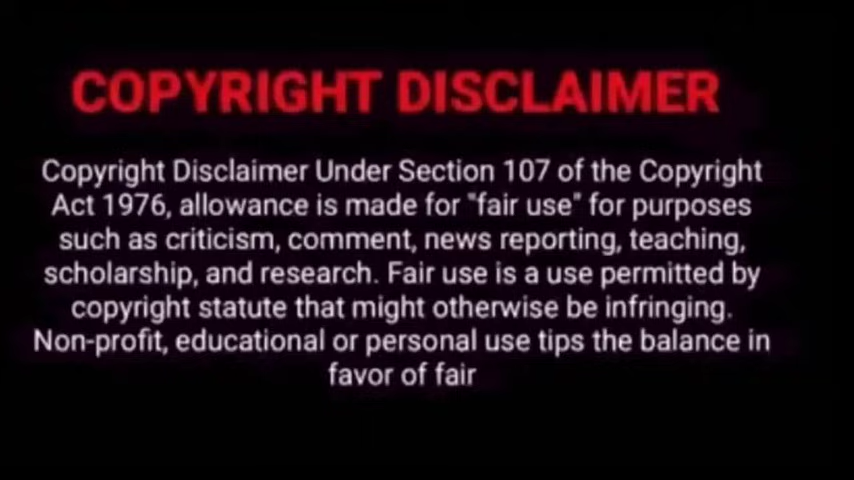 COPYRIGHT DISCLAIMER
Copyright Disclaimer Under Section 107 of the Copyright
Act 1976, allowance is made for "fair use" for purposes
such as criticism, comment, news reporting, teaching,
scholarship, and research. Fair use is a use permitted by
copyright statute that might otherwise be infringing.
Non-profit, educational or personal use tips the balance in
favor of fair